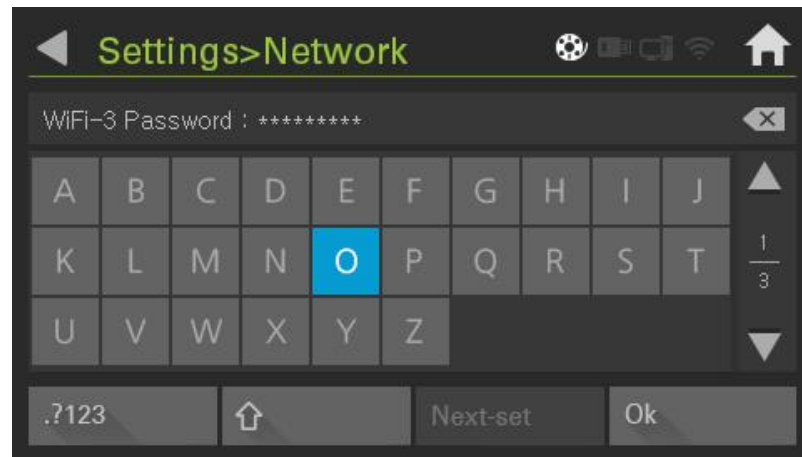 Settings>Network
WiFi-3 Password : *********
A B C D E F G H I J
K L M N O P Q R S T
U V W X Y Z
1
3
.?123 Next-set Ok